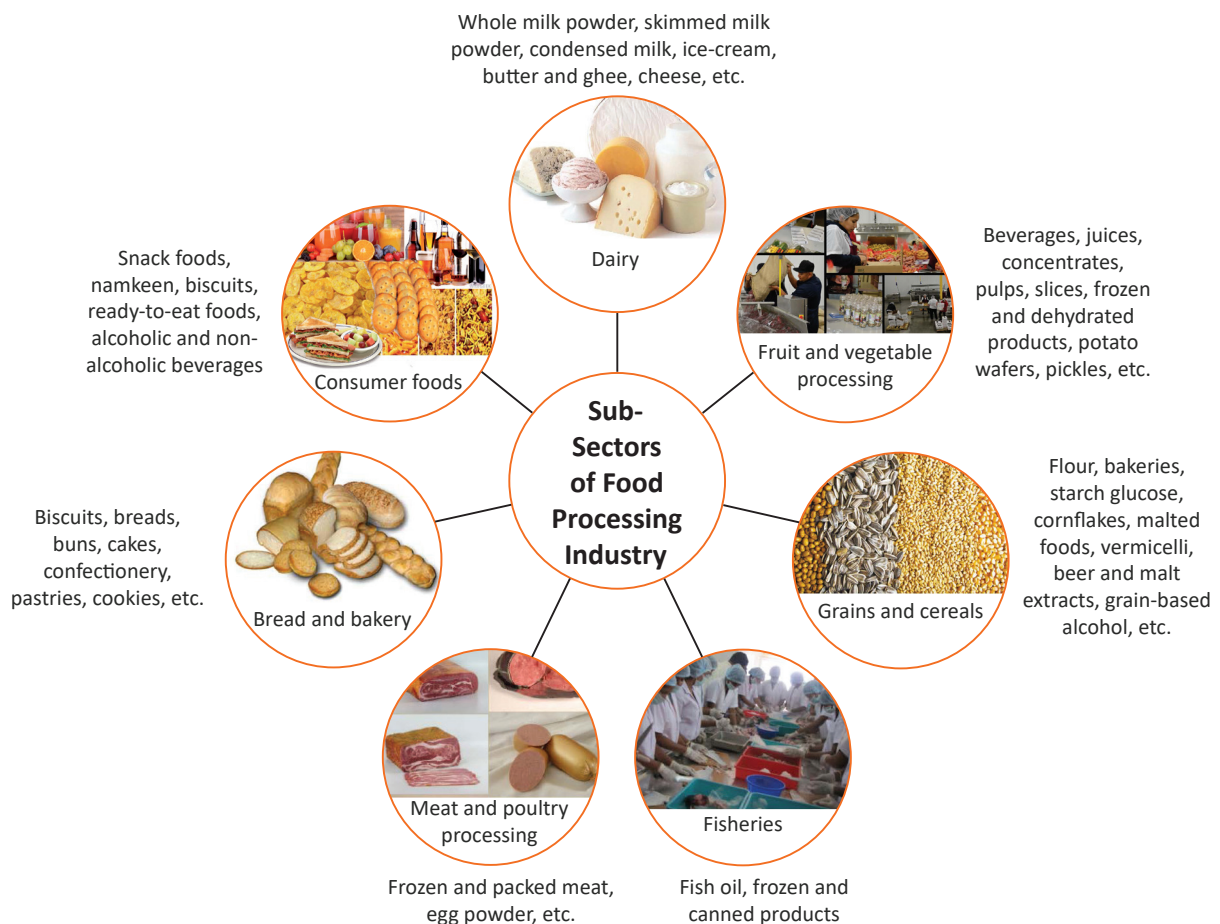 Whole milk powder, skimmed milk
powder, condensed milk, ice-cream,
butter and ghee, cheese, etc.
Dairy
Beverages, juices,
concentrates,
pulps, slices, frozen
and dehydrated
products, potato
wafers, pickles, etc.
Fruit and vegetable
processing
Flour, bakeries,
starch glucose,
cornflakes, malted
foods, vermicelli,
beer and malt
extracts, grain-based
alcohol, etc.
Grains and cereals
Fisheries
Fish oil, frozen and
canned products
Meat and poultry
processing
Frozen and packed meat,
egg powder, etc.
Biscuits, breads,
buns, cakes,
confectionery,
pastries, cookies, etc.
Bread and bakery
Snack foods,
namkeen, biscuits,
ready-to-eat foods,
alcoholic and non-
alcoholic beverages
Consumer foods
Sub-
Sectors
of Food
Processing
Industry